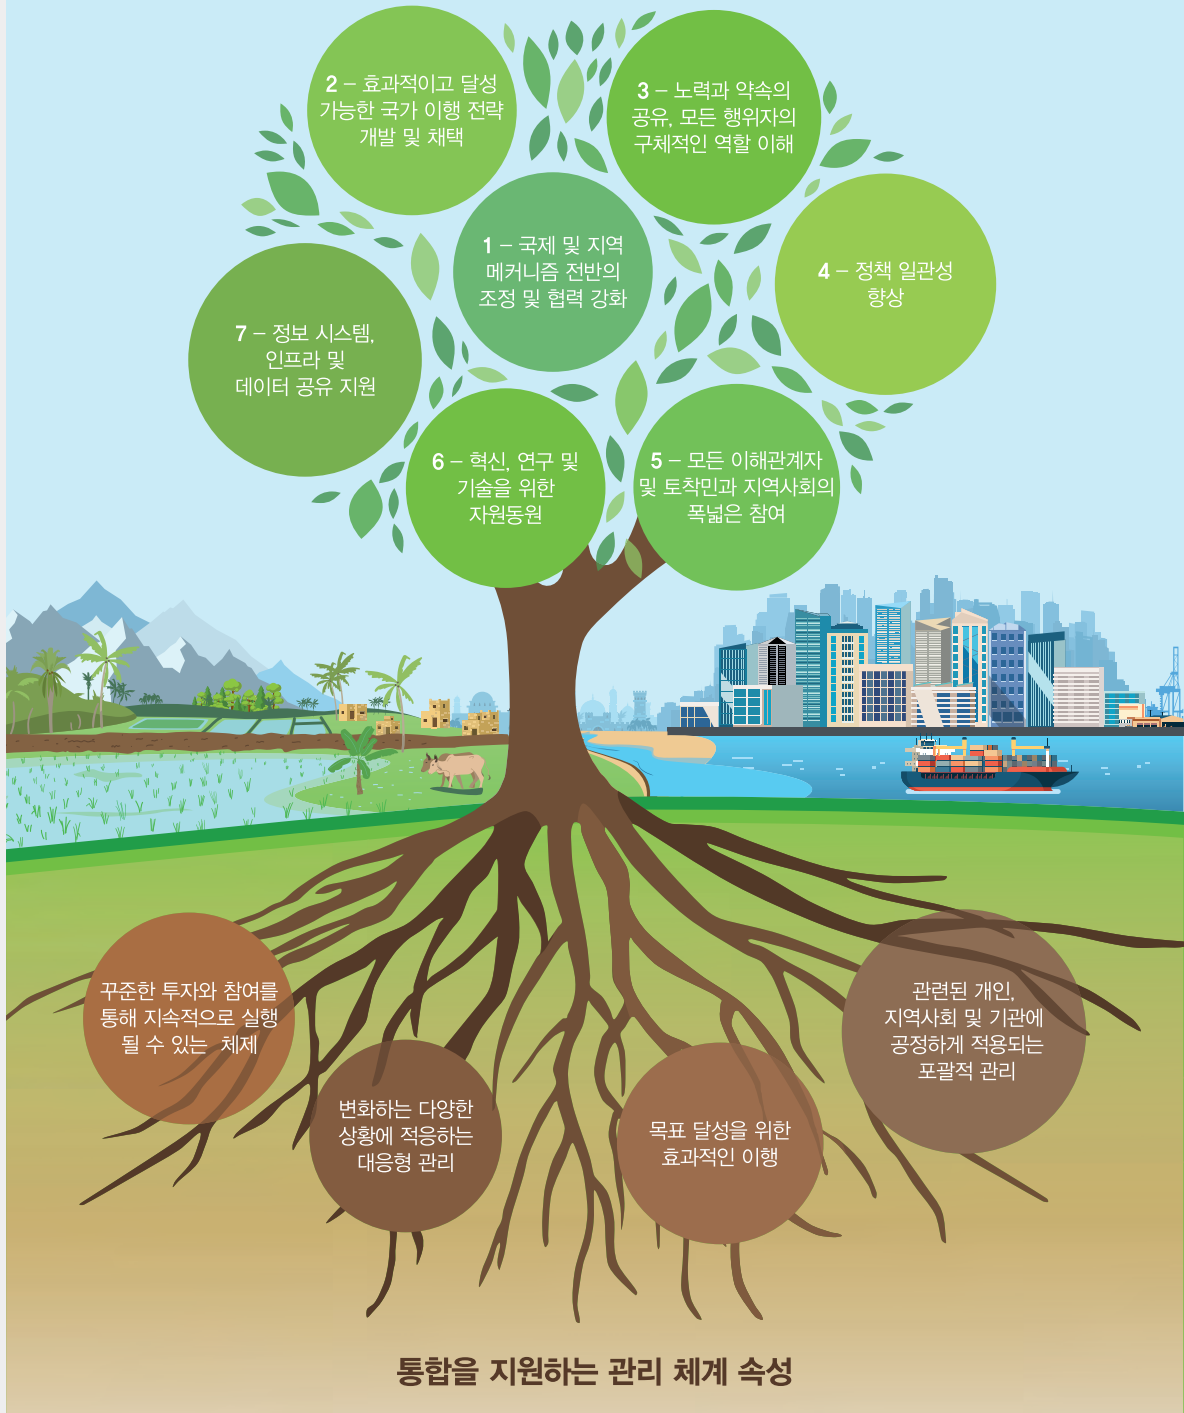 2 – 효과적이고 달성
가능한 국가 이행 전략
개발 및 채택
3 – 노력과 약속의
공유, 모든 행위자의
구체적인 역할 이해
1 – 국제 및 지역
메커니즘 전반의
조정 및 협력 강화
4 – 정책 일관성
향상
7 – 정보 시스템,
인프라 및
데이터 공유 지원
6 – 혁신, 연구 및
기술을 위한
자원동원
5 – 모든 이해관계자
및 토착민과 지역사회의
폭넓은 참여
꾸준한 투자와 참여를
통해 지속적으로 실행
될 수 있는 체제
변화하는 다양한
상황에 적응하는
대응형 관리
목표 달성을 위한
효과적인 이행
관련된 개인,
지역사회 및 기관에
공정하게 적용되는
포괄적 관리
통합을 지원하는 관리 체계 속성